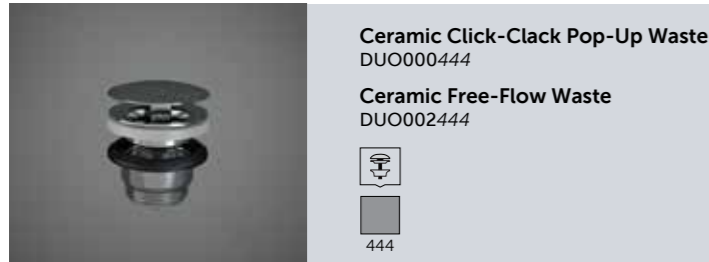 Ceramic Click-Clack Pop-Up Waste
DUO000444
Ceramic Free-Flow Waste
DUO002444
444